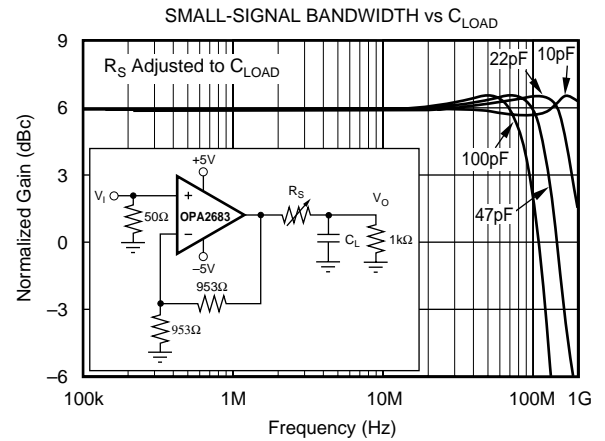 SMALL-SIGNAL BANDWIDTH vs CLOAD
9
6
3
0
–3
–6
Normalized Gain (dBc)
RS Adjusted to CLOAD
22pF
10pF
100pF
47pF
+5V
VI
+
50Ω
OPA2683
–
–5V
RS
VO
CL
1kΩ
953Ω
953Ω
100k
1M
10M
100M
1G
Frequency (Hz)